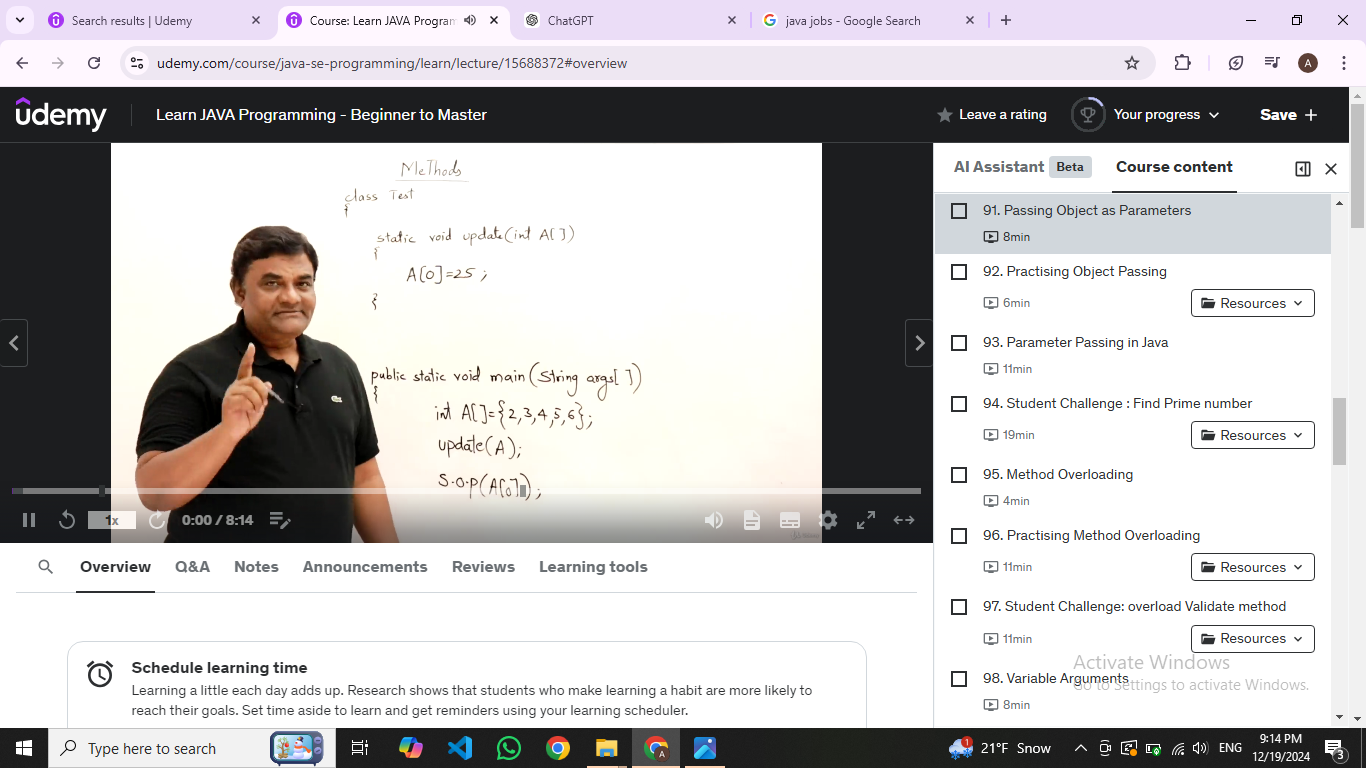 Search results | Udemy
Course: Learn JAVA Program
ChatGPT
java jobs - Google Search
udemy.com/course/java-se-programming/learn/lecture/15688372#overview
A
ûdemy
Learn JAVA Programming - Beginner to Master
Leave a rating
Your progress
Save +
MeThods
class Test
{
static void update(int A[])
{
A[0]=25;
}
public static void main(String args[])
{
int A[]={2,3,4,5,6};
update(A);
S.o.p(A[0]);
1x
0:00 / 8:14
AI Assistant Beta
Course content
91. Passing Object as Parameters
8min
92. Practising Object Passing
6min
Resources
93. Parameter Passing in Java
11min
94. Student Challenge : Find Prime number
19min
Resources
95. Method Overloading
4min
96. Practising Method Overloading
11min
Resources
97. Student Challenge: overload Validate method
11min
Resources
98. Variable Arguments
8min
Activate Windows
Go to Settings to activate Windows.
Overview Q&A Notes Announcements Reviews Learning tools
Schedule learning time
Learning a little each day adds up. Research shows that students who make learning a habit are more likely to
reach their goals. Set time aside to learn and get reminders using your learning scheduler.
Type here to search
1
21°F Snow
ENG
9:14 PM
12/19/2024
3